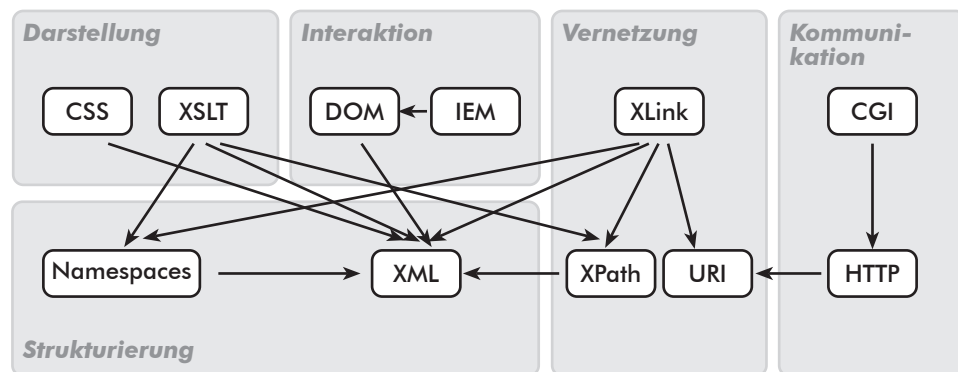 Darstellung
Interaktion
Vernetzung
Kommuni-
kation
CSS
XSLT
DOM
IEM
XLink
CGI
Namespaces
XML
XPath
URI
HTTP
Strukturierung